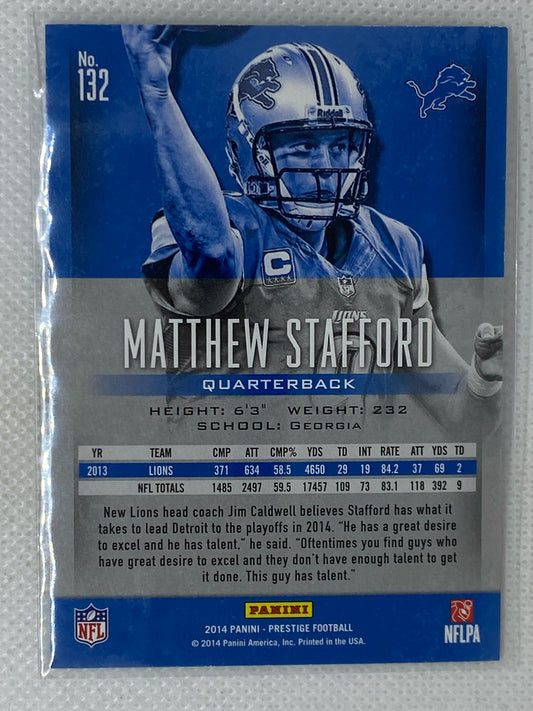 No.
132
Riddell
C
LIONS
MATTHEW STAFFORD
QUARTERBACK
HEIGHT: 6'3" WEIGHT: 232
SCHOOL: GEORGIA
YR TEAM CMP ATT CMP% YDS TD INT RATE ATT YDS TD
2013 LIONS 371 634 58.5 4650 29 19 84.2 37 69 2
NFL TOTALS 1485 2497 59.5 17457 109 73 83.1 118 392 9
New Lions head coach Jim Caldwell believes Stafford has what it
takes to lead Detroit to the playoffs in 2014. "He has a great desire
to excel and he has talent," he said. "Oftentimes you find guys who
have great desire to excel and they don't have enough talent to get
it done. This guy has talent."
NFL
PANINI
NFLPA
2014 PANINI - PRESTIGE FOOTBALL
© 2014 Panini America, Inc. Printed in the USA.